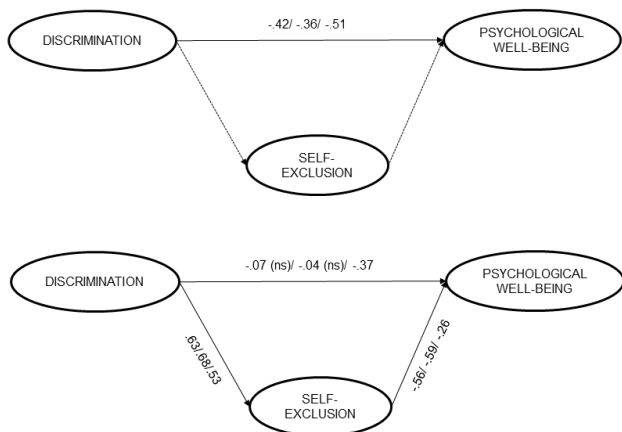 -.42/ -.36/ -.51
DISCRIMINATION
PSYCHOLOGICAL
WELL-BEING
SELF-
EXCLUSION
-.07 (ns)/ -.04 (ns)/ -.37
DISCRIMINATION
PSYCHOLOGICAL
WELL-BEING
.63/.68/.53
-.56/ -.59/ -.26
SELF-
EXCLUSION